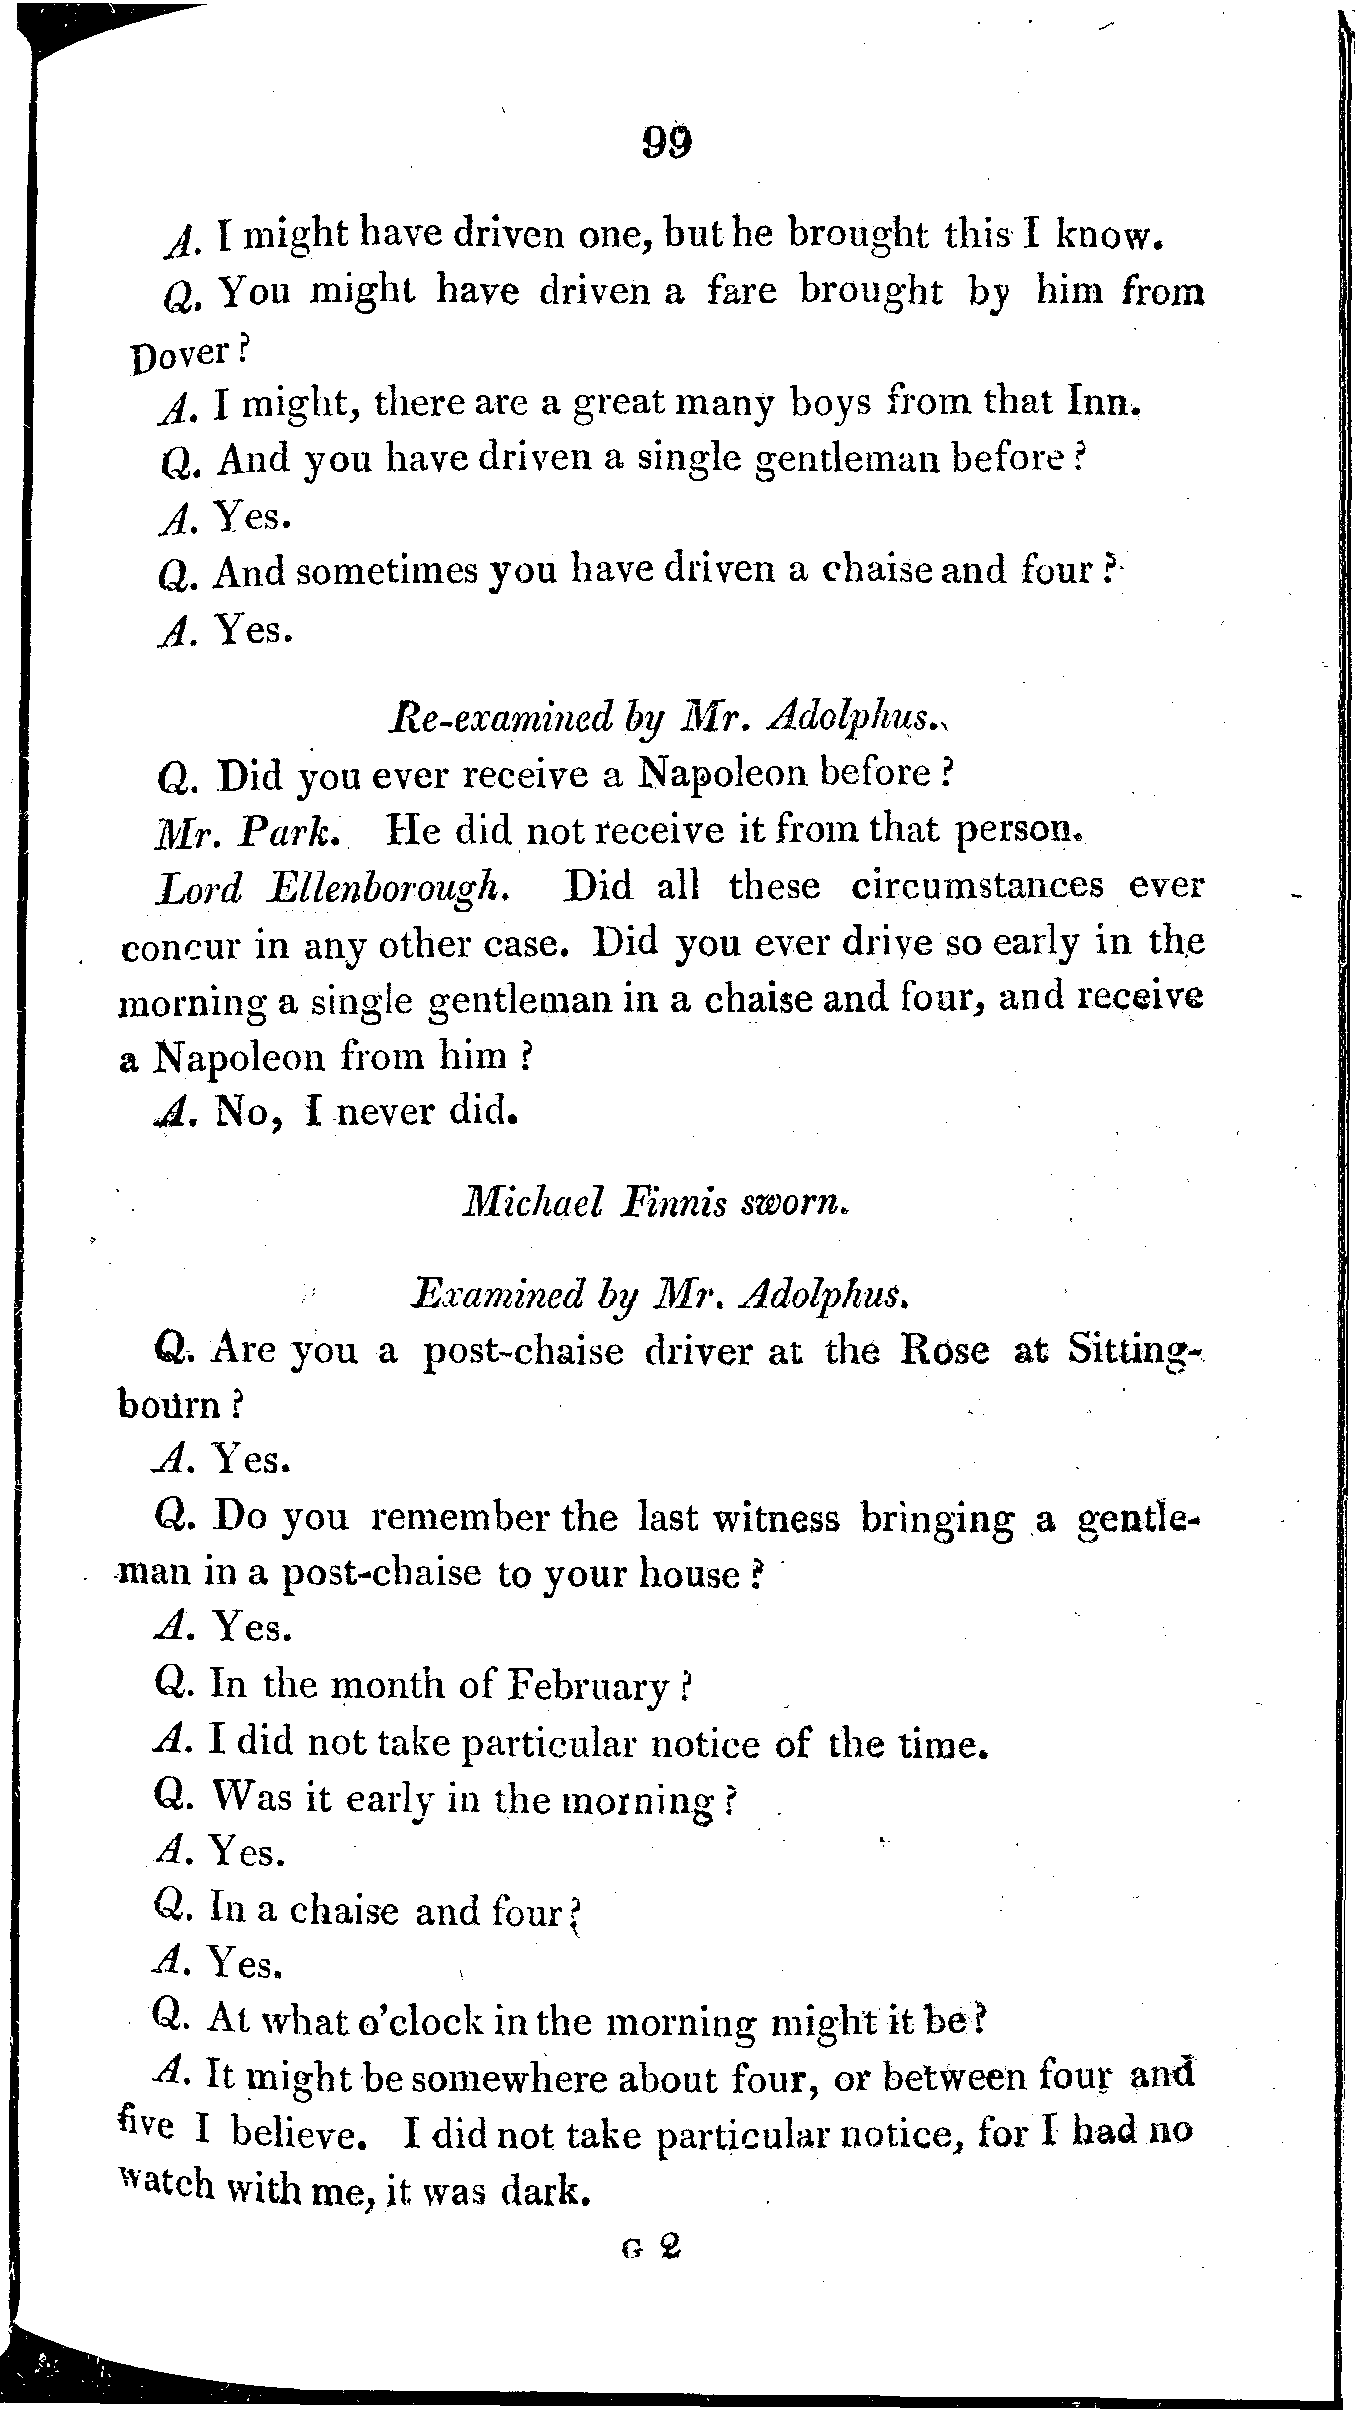 99
A. I might have driven one, but he brought this I know.
Q. You might have driven a fare brought by him from
Dover?
A. I might, there are a great many boys from that Inn.
Q. And you have driven a single gentleman before?
A. Yes.
Q. And sometimes you have driven a chaise and four?
A. Yes.
Re-examined by Mr. Adolphus.
Q. Did you ever receive a Napoleon before?
Mr. Park. He did not receive it from that person.
Lord Ellenborough. Did all these circumstances ever
concur in any other case. Did you ever drive so early in the
morning a single gentleman in a chaise and four, and receive
a Napoleon from him?
A. No, I never did.
Michael Finnis sworn.
Examined by Mr. Adolphus.
Q. Are you a post-chaise driver at the Rose at Sitting-
bourn?
A. Yes.
Q. Do you remember the last witness bringing a gentle-
man in a post-chaise to your house?
A. Yes.
Q. In the month of February?
A. I did not take particular notice of the time.
Q. Was it early in the morning?
A. Yes.
Q. In a chaise and four?
A. Yes.
Q. At what o'clock in the morning might it be?
A. It might be somewhere about four, or between four and
five I believe. I did not take particular notice, for I had no
watch with me, it was dark.
G 2